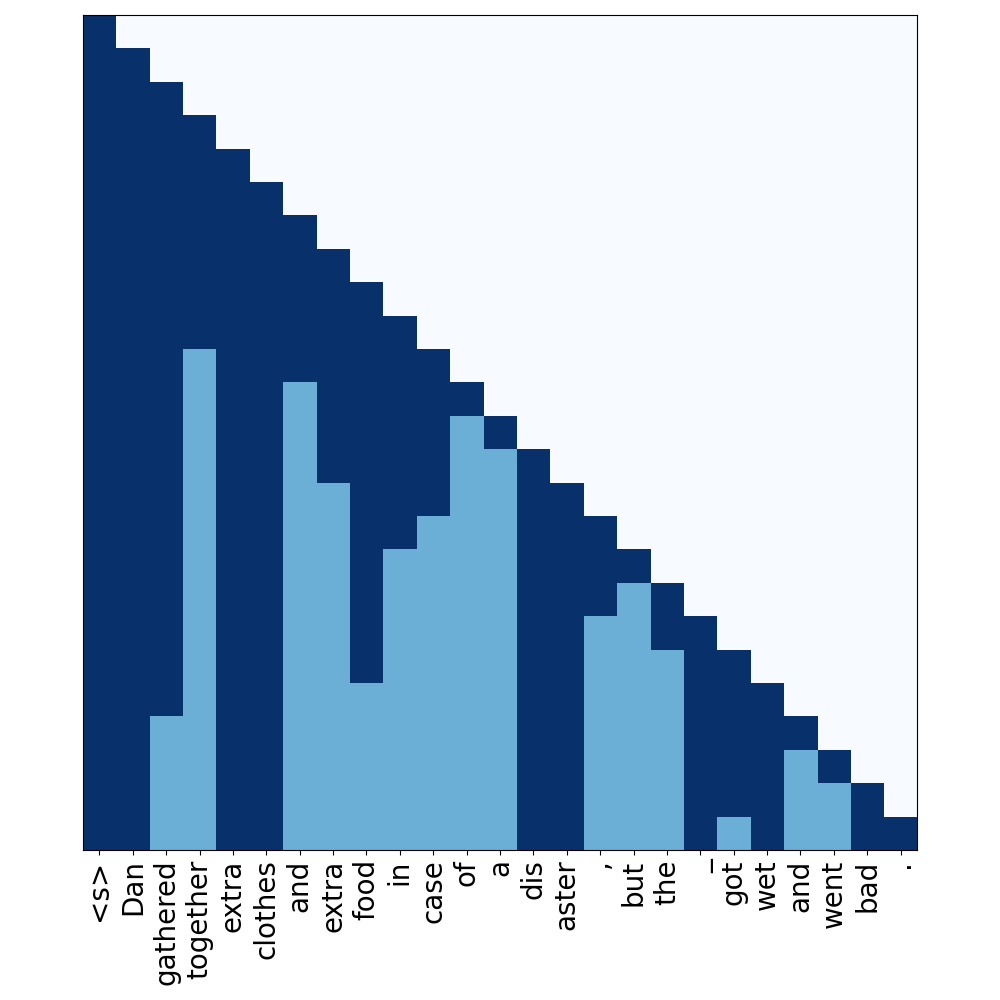 <s> Dan gathered together extra clothes and extra food in case of a dis aster , but the _ got wet and went bad .